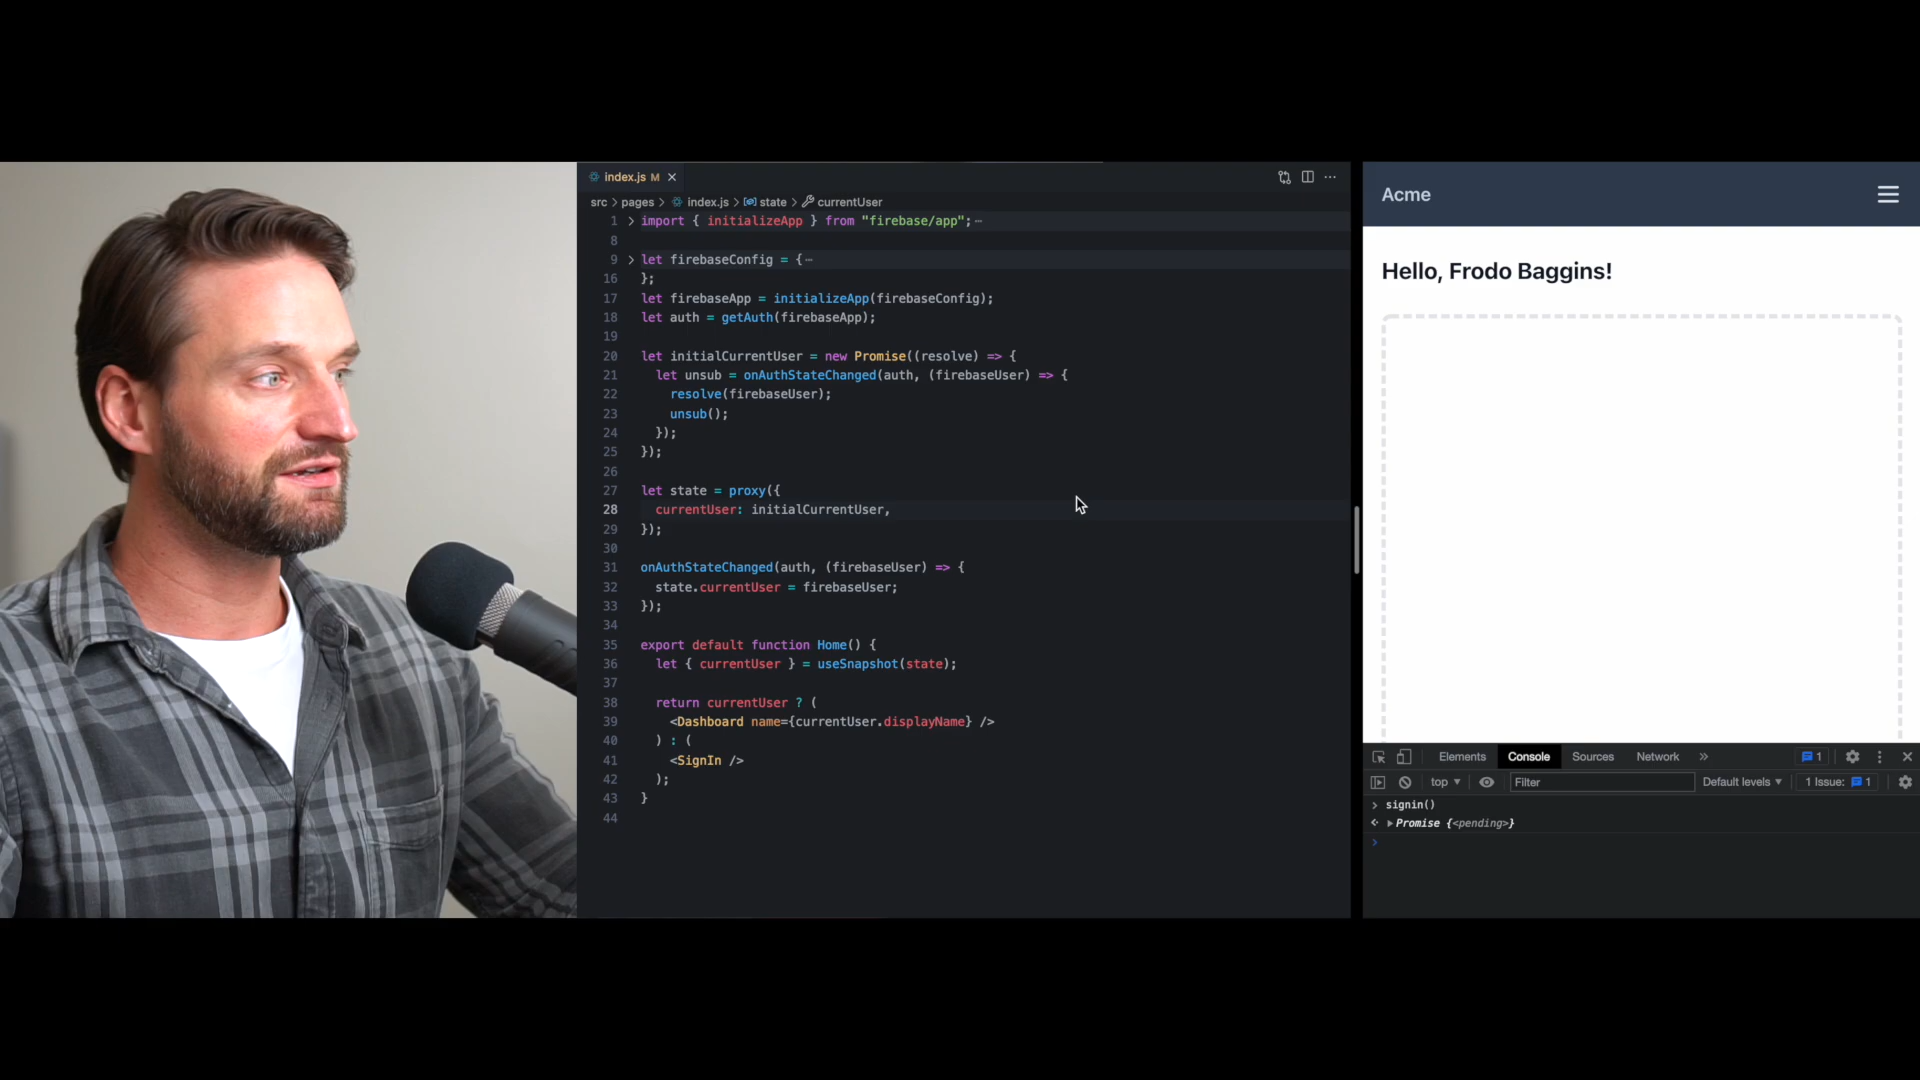 index.js M
src > pages > index.js > state > currentUser
1 import { initializeApp } from "firebase/app";
8
9 let firebaseConfig = {
16 };
17 let firebaseApp = initializeApp(firebaseConfig);
18 let auth = getAuth(firebaseApp);
19
20 let initialCurrentUser = new Promise((resolve) => {
21 let unsub = onAuthStateChanged(auth, (firebaseUser) => {
22 resolve(firebaseUser);
23 unsub();
24 });
25 });
26
27 let state = proxy({
28 currentUser: initialCurrentUser,
29 });
30
31 onAuthStateChanged(auth, (firebaseUser) => {
32 state.currentUser = firebaseUser;
33 });
34
35 export default function Home() {
36 let { currentUser } = useSnapshot(state);
37
38 return currentUser ? (
39 <Dashboard name={currentUser.displayName} />
40 ) : (
41 <SignIn />
42 );
43 }
44
Acme
Hello, Frodo Baggins!
Elements Console Sources Network » 1
top Filter Default levels 1 Issue: 1
> signin()
Promise {<pending>}